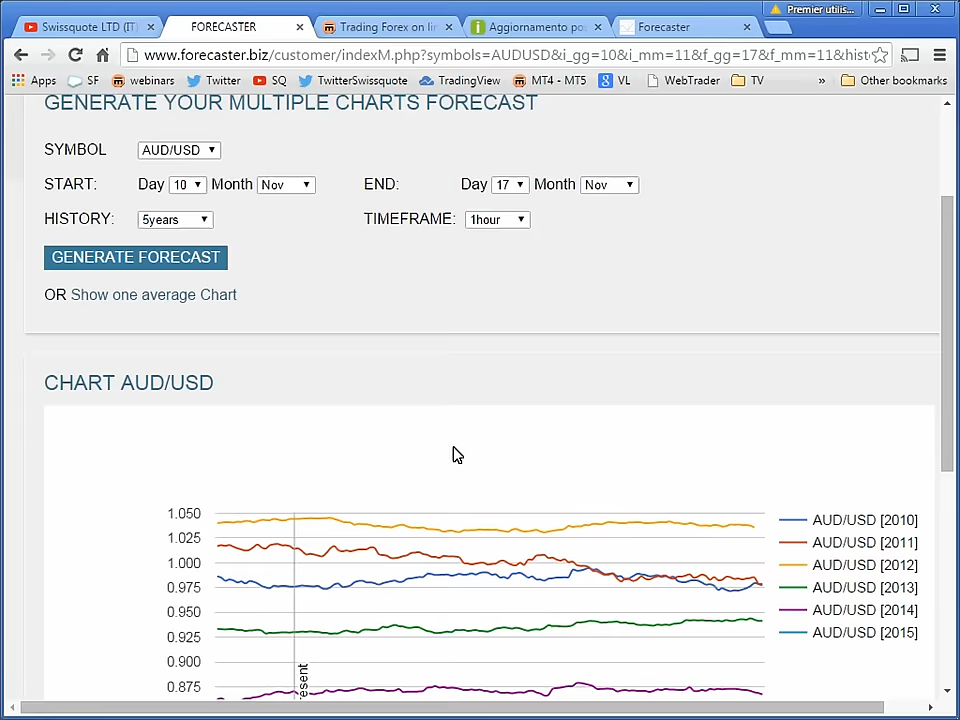 Swissquote LTD (IT
FORECASTER
Trading Forex on li
Aggiornamento po
Forecaster
Premier utilis...
www.forecaster.biz/customer/indexM.php?symbols=AUDUSD&i_gg=10&i_mm=11&f_gg=17&f_mm=11&hist
Apps SF webinars Twitter SQ TwitterSwissquote TradingView MT4 - MT5 VL WebTrader TV » Other bookmarks
GENERATE YOUR MULTIPLE CHARTS FORECAST
SYMBOL AUD/USD
START: Day 10 Month Nov END: Day 17 Month Nov
HISTORY: 5years TIMEFRAME: 1hour
GENERATE FORECAST
OR Show one average Chart
CHART AUD/USD
1.050
1.025
1.000
0.975
0.950
0.925
0.900
0.875
esent
AUD/USD [2010]
AUD/USD [2011]
AUD/USD [2012]
AUD/USD [2013]
AUD/USD [2014]
AUD/USD [2015]